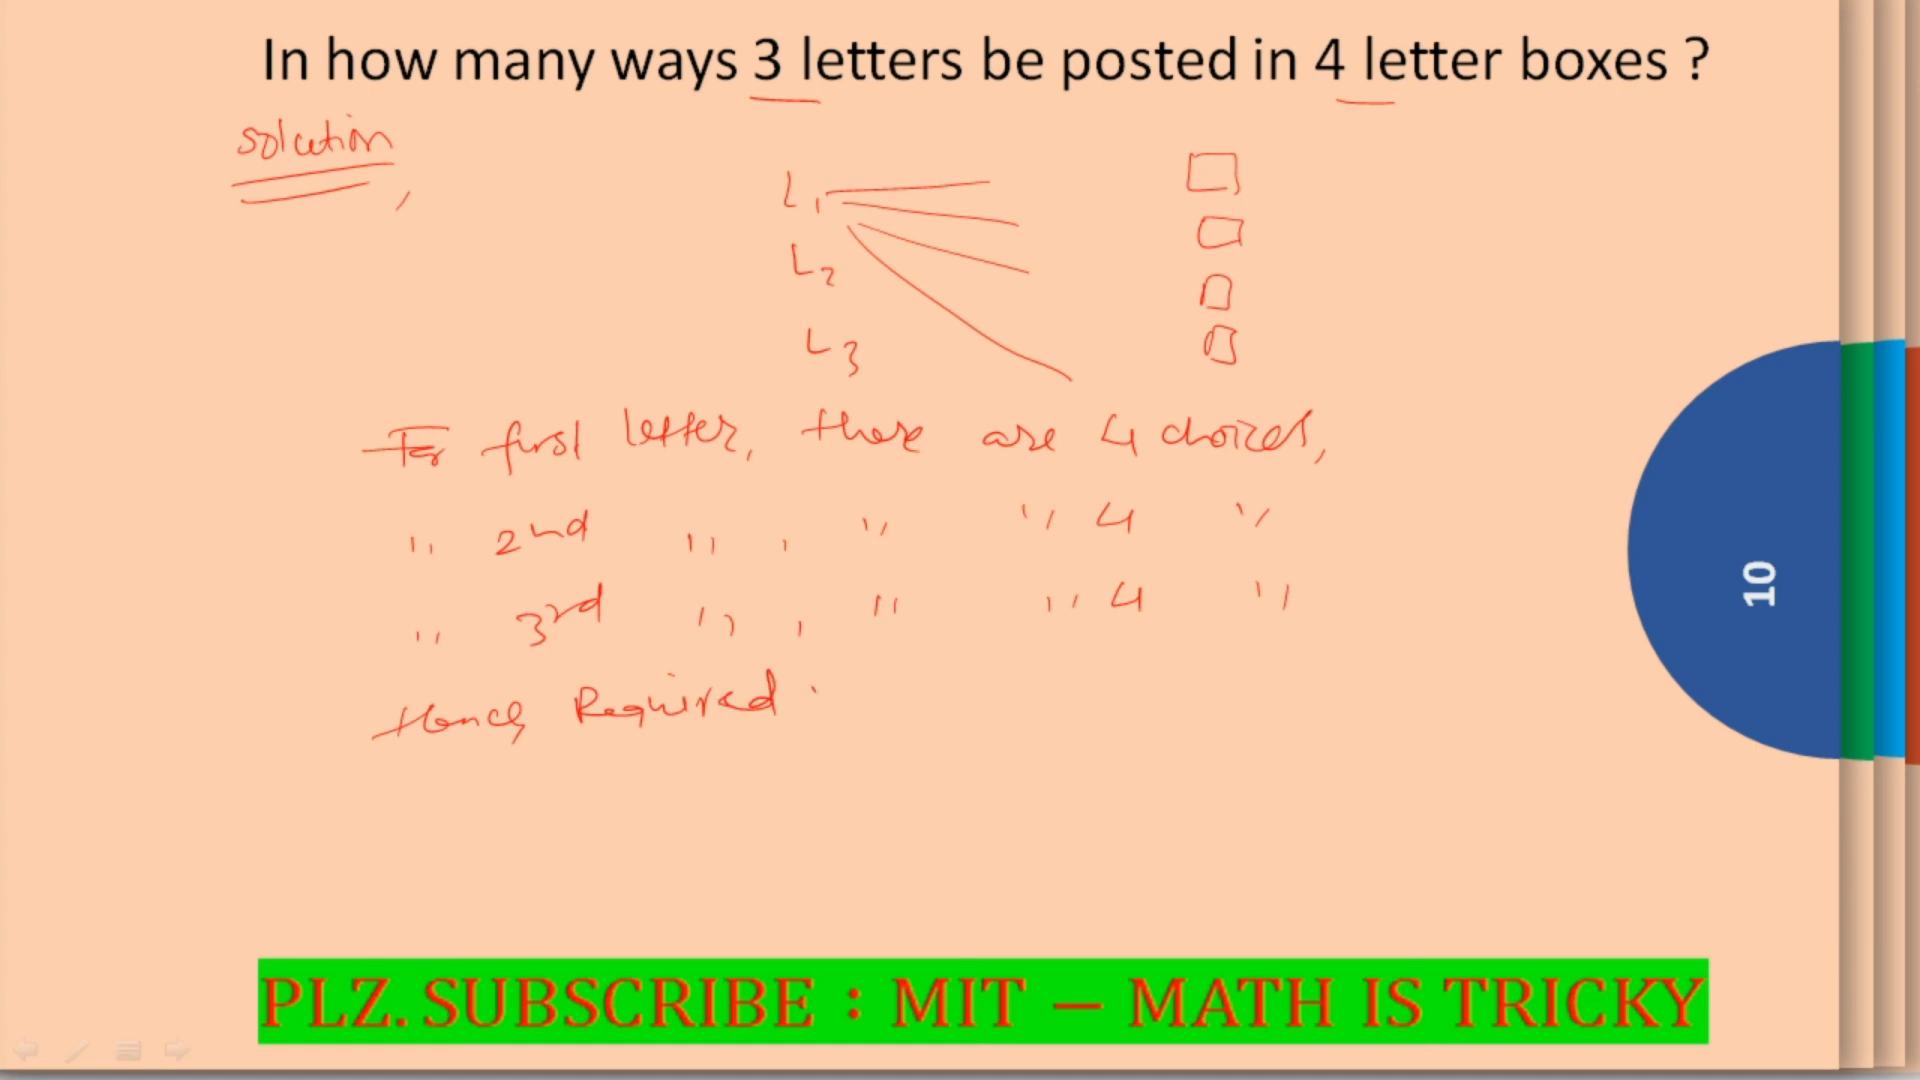 In how many ways 3 letters be posted in 4 letter boxes ?
Solution,
L1
L2
L3
For first letter, there are 4 choices,
" 2nd ", " " 4 "
" 3rd ", " " 4 "
Hence, Required
10
PLZ. SUBSCRIBE : MIT – MATH IS TRICKY